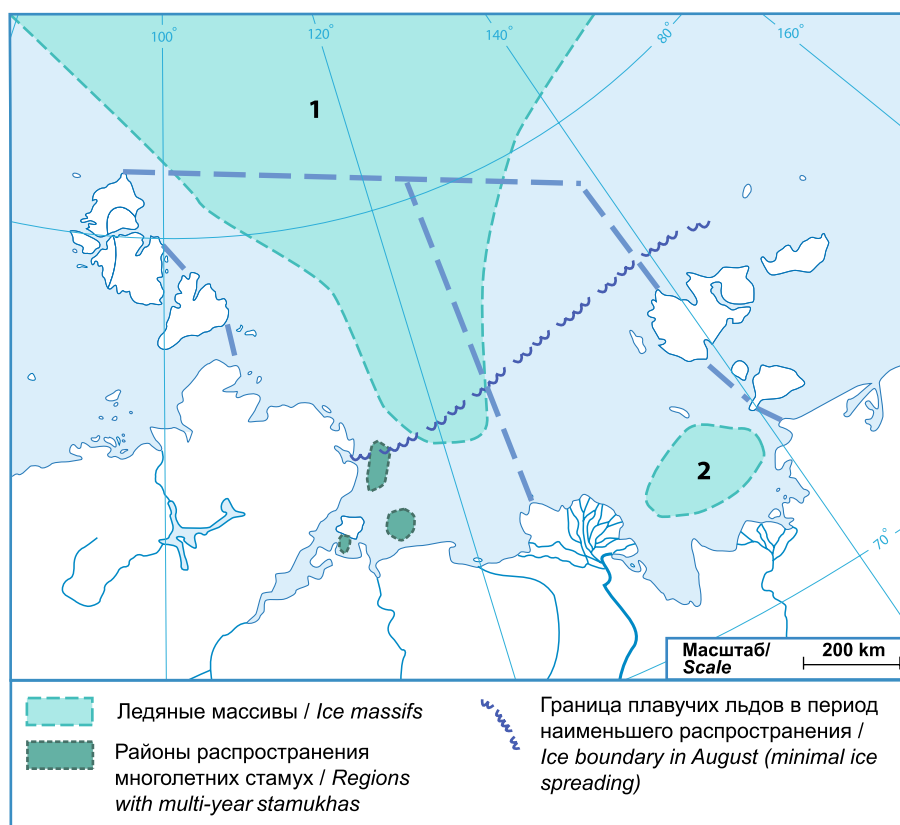 100°
120°
140°
80°
160°
1
2
70°
Масштаб/
Scale
200 km
Ледяные массивы / Ice massifs
Районы распространения
многолетних стамух / Regions
with multi-year stamukhas
Граница плавучих льдов в период
наименьшего распространения /
Ice boundary in August (minimal ice
spreading)